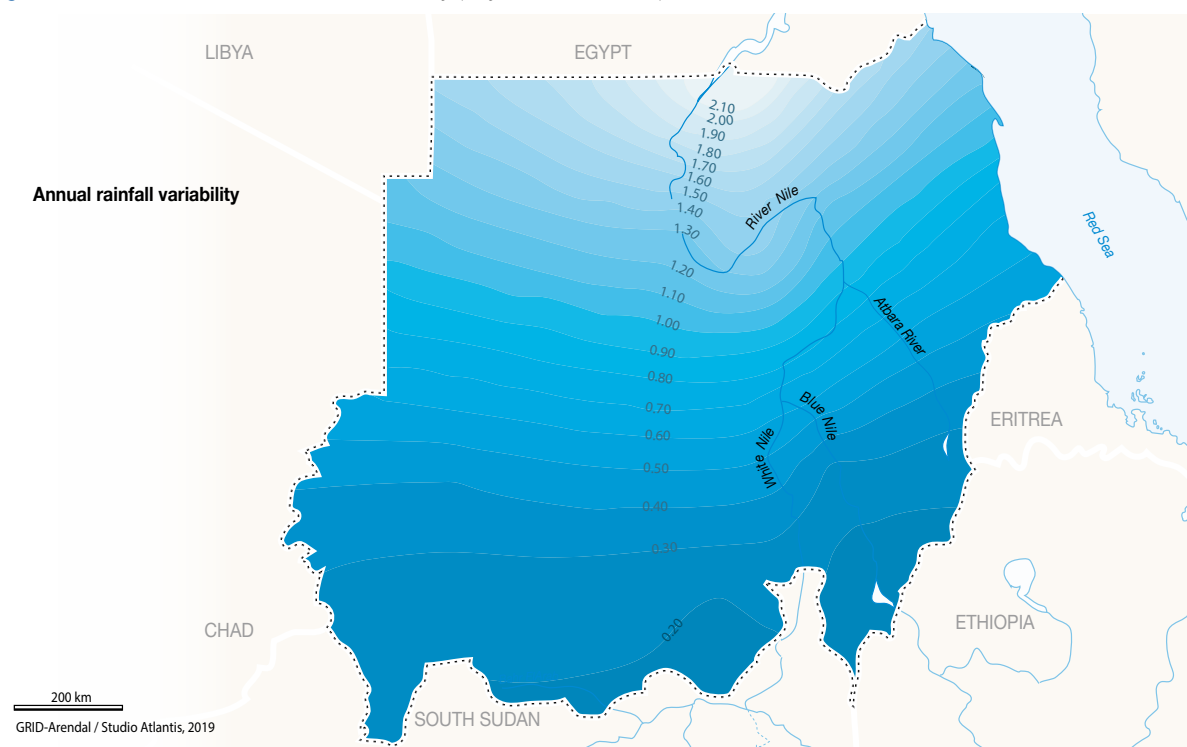 LIBYA
EGYPT
2.10
2.00
1.90
1.80
1.70
1.60
1.50
1.40
1.30
1.20
1.10
1.00
0.90
0.80
0.70
0.60
0.50
0.40
0.30
0.20
Annual rainfall variability
River Nile
Red Sea
Atbara River
Blue Nile
White Nile
ERITREA
ETHIOPIA
CHAD
SOUTH SUDAN
200 km
GRID-Arendal / Studio Atlantis, 2019